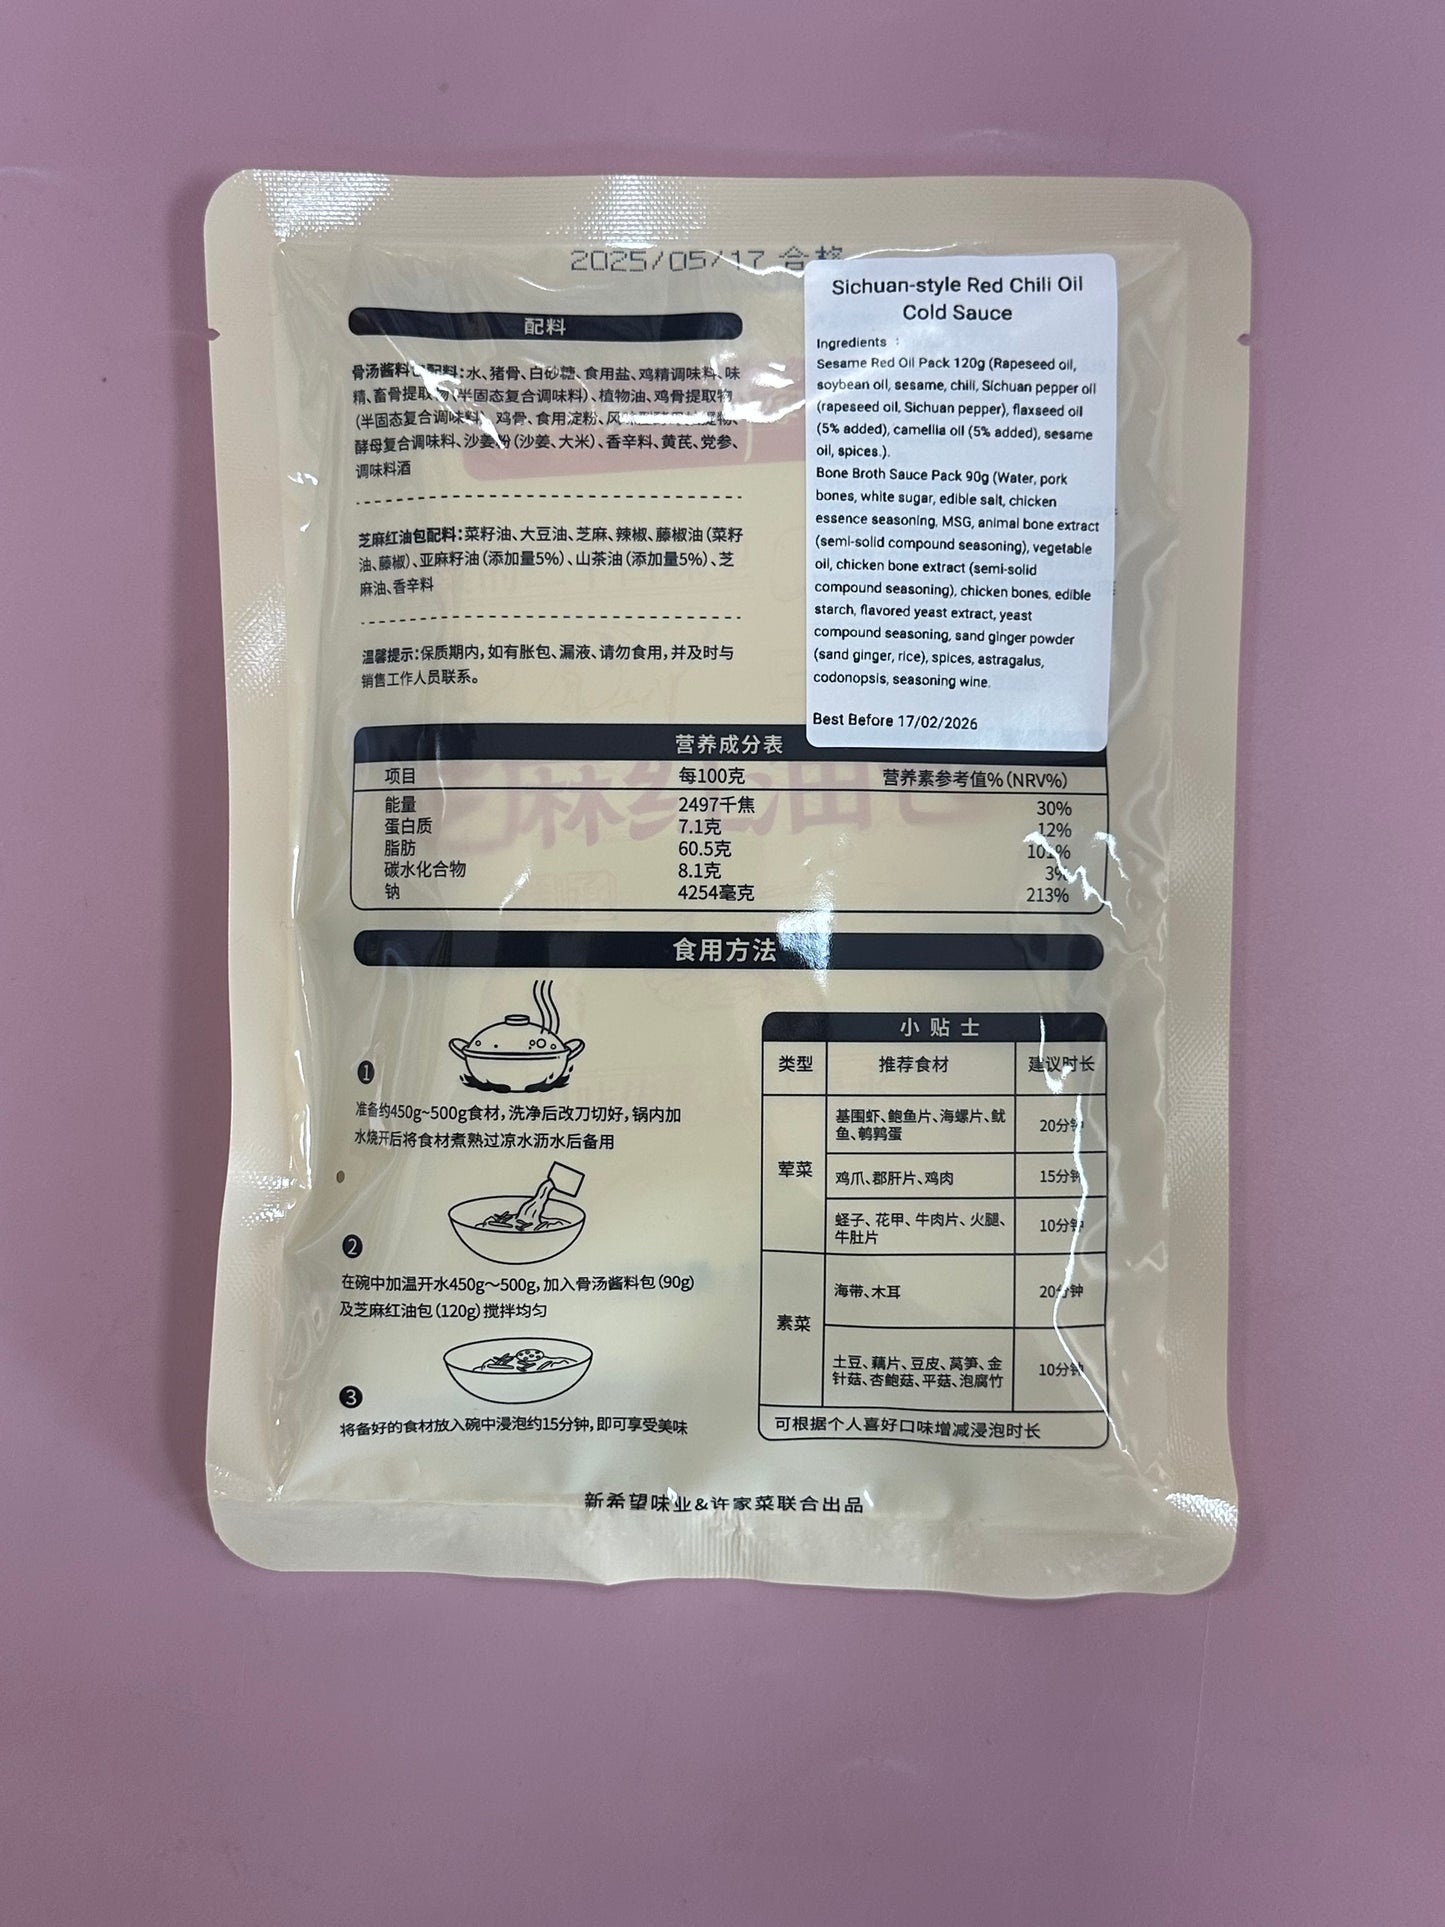 2025/05/17 合格
配料
骨汤酱料包配料:水、猪骨、白砂糖、食用盐、鸡精调味料、味
精、畜骨提取物(半固态复合调味料)、植物油、鸡骨提取物
(半固态复合调味料)、鸡骨、食用淀粉、
酵母复合调味料、沙姜粉(沙姜、大米)、香辛料、黄芪、党参、
调味料酒
芝麻红油包配料:菜籽油、大豆油、芝麻、辣椒、藤椒油(菜籽
油、藤椒)、亚麻籽油(添加量5%)、山茶油(添加量5%)、芝
麻油、香辛料
温馨提示:保质期内,如有胀包、漏液、请勿食用,并及时与
销售工作人员联系。
Sichuan-style Red Chili Oil
Cold Sauce
Ingredients :
Sesame Red Oil Pack 120g (Rapeseed oil,
soybean oil, sesame, chili, Sichuan pepper oil
(rapeseed oil, Sichuan pepper), flaxseed oil
(5% added), camellia oil (5% added), sesame
oil, spices.).
Bone Broth Sauce Pack 90g (Water, pork
bones, white sugar, edible salt, chicken
essence seasoning, MSG, animal bone extract
(semi-solid compound seasoning), vegetable
oil, chicken bone extract (semi-solid
compound seasoning), chicken bones, edible
starch, flavored yeast extract, yeast
compound seasoning, sand ginger powder
(sand ginger, rice), spices, astragalus,
codonopsis, seasoning wine.
Best Before 17/02/2026
营养成分表
项目 每100克 营养素参考值%(NRV%)
能量 2497千焦 30%
蛋白质 7.1克 12%
脂肪 60.5克 101%
碳水化合物 8.1克 3%
钠 4254毫克 213%
食用方法
1
准备约450g~500g食材,洗净后改刀切好,锅内加
水烧开后将食材煮熟过凉水沥水后备用
2
在碗中加温开水450g~500g,加入骨汤酱料包(90g)
及芝麻红油包(120g)搅拌均匀
3
将备好的食材放入碗中浸泡约15分钟,即可享受美味
小贴士
类型 推荐食材 建议时长
荤菜
基围虾、鲍鱼片、海螺片、鱿
鱼、鹌鹑蛋 20分钟
鸡爪、郡肝片、鸡肉 15分钟
蛏子、花甲、牛肉片、火腿、
牛肚片 10分钟
素菜
海带、木耳 20分钟
土豆、藕片、豆皮、莴笋、金
针菇、杏鲍菇、平菇、泡腐竹 10分钟
可根据个人喜好口味增减浸泡时长
新希望味业&许家菜联合出品